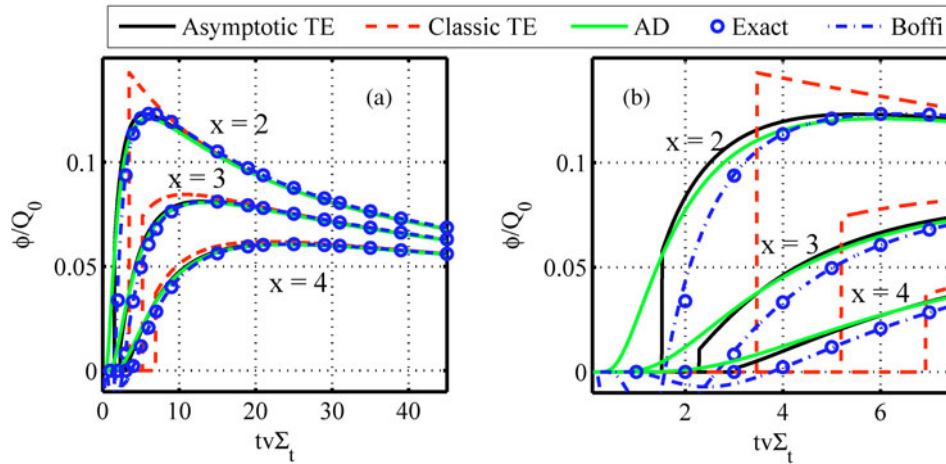 Asymptotic TE Classic TE AD Exact Boffi
(a)
x = 2
x = 3
x = 4
ϕ/Q0
0.1
0.05
0
0 10 20 30 40
tvΣt
(b)
x = 2
x = 3
x = 4
ϕ/Q0
0.1
0.05
0
2 4 6
tvΣt